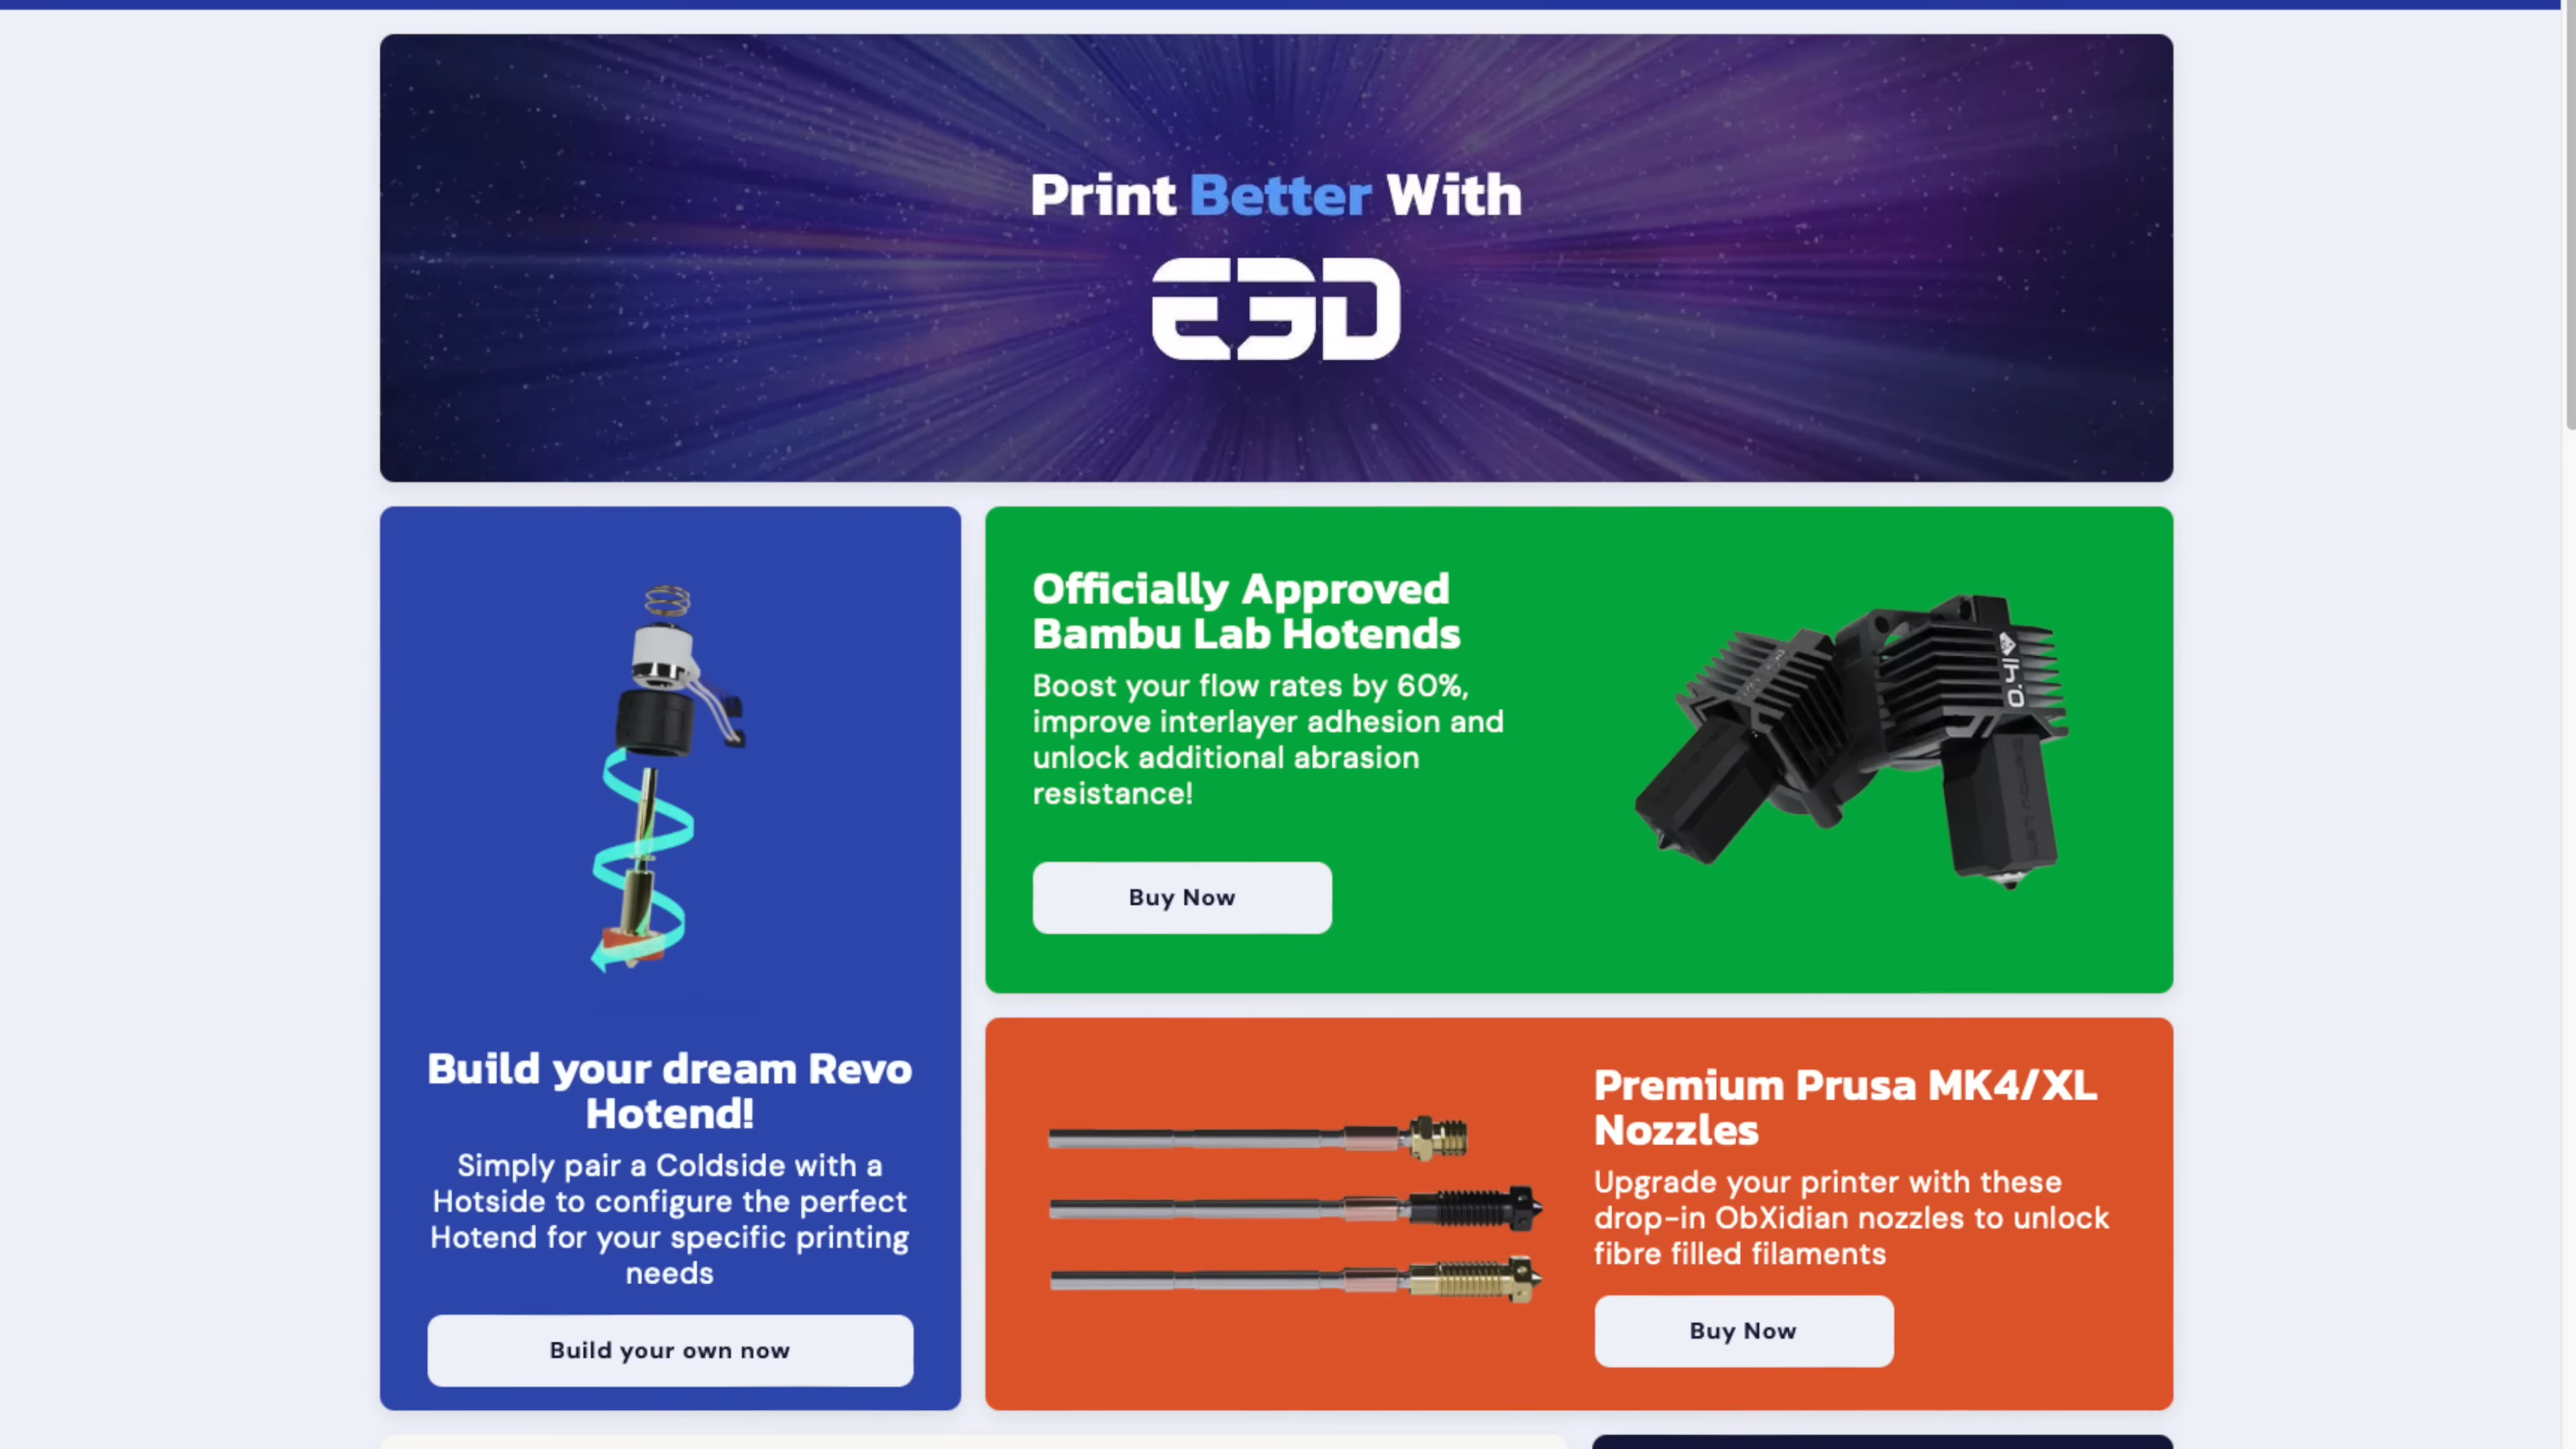 Print Better With
E3D
Build your dream Revo
Hotend!
Simply pair a Coldside with a
Hotside to configure the perfect
Hotend for your specific printing
needs
Build your own now
Officially Approved
Bambu Lab Hotends
Boost your flow rates by 60%,
improve interlayer adhesion and
unlock additional abrasion
resistance!
Buy Now
Premium Prusa MK4/XL
Nozzles
Upgrade your printer with these
drop-in ObXidian nozzles to unlock
fibre filled filaments
Buy Now